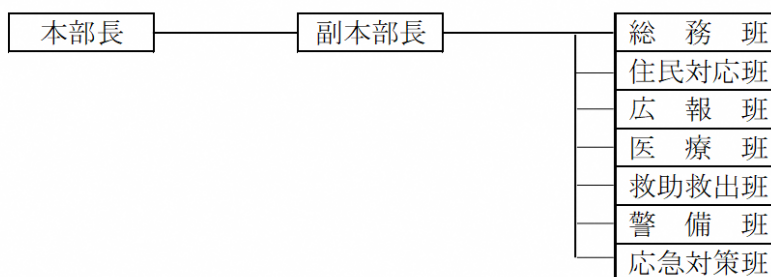 本部長 副本部長 総務班
住民対応班
広報班
医療班
救助救出班
警備班
応急対策班